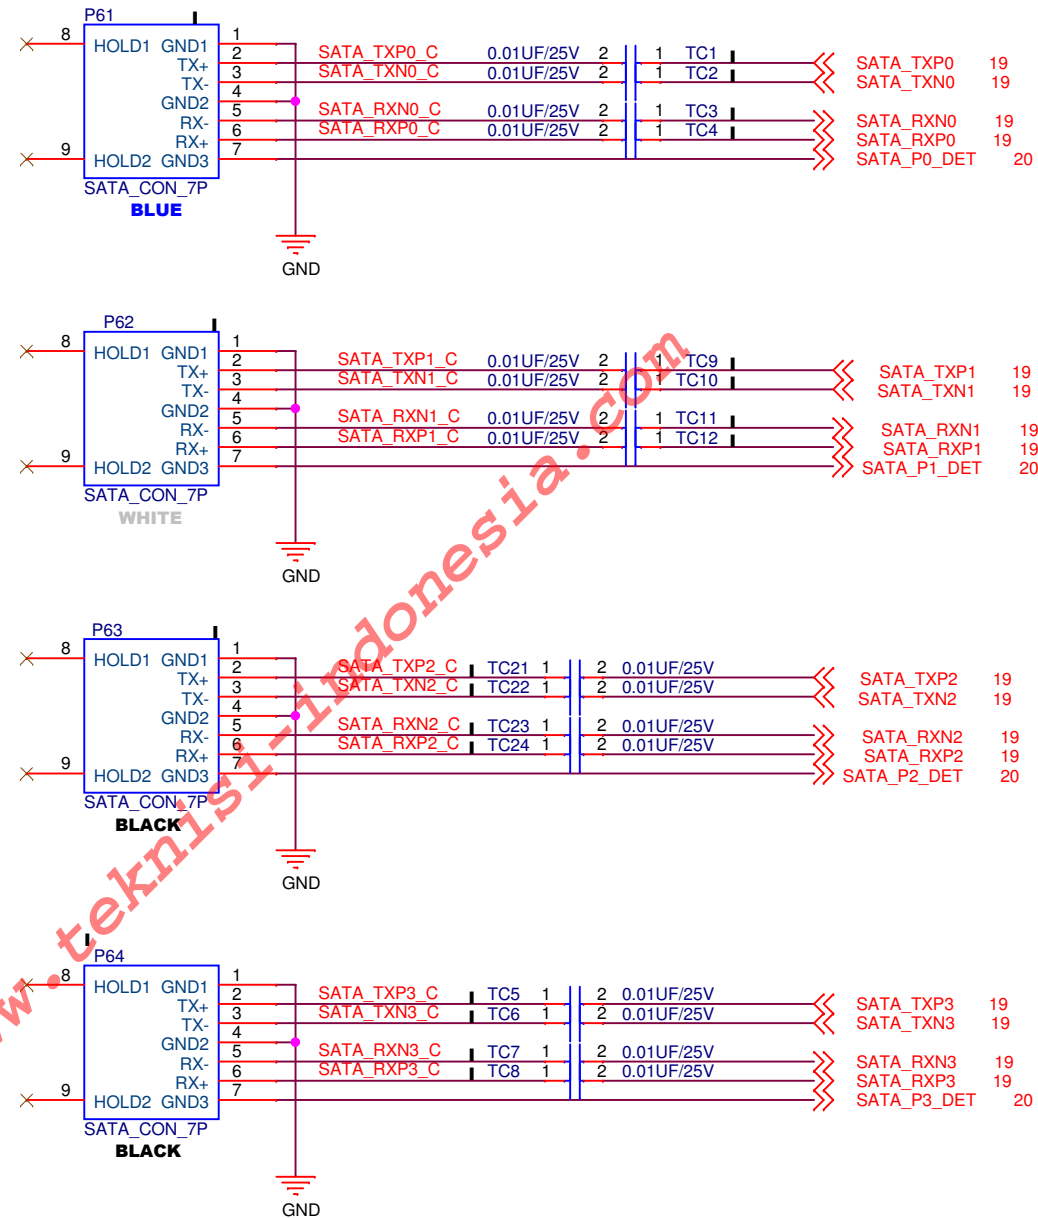 P61
8 HOLD1 GND1 1
TX+ 2 SATA_TXP0_C 0.01UF/25V 2 1 TC1 SATA_TXP0 19
TX- 3 SATA_TXN0_C 0.01UF/25V 2 1 TC2 SATA_TXN0 19
GND2 4
RX- 5 SATA_RXN0_C 0.01UF/25V 2 1 TC3 SATA_RXN0 19
RX+ 6 SATA_RXP0_C 0.01UF/25V 2 1 TC4 SATA_RXP0 19
9 HOLD2 GND3 7 SATA_P0_DET 20
SATA_CON_7P
BLUE
GND
P62
8 HOLD1 GND1 1
TX+ 2 SATA_TXP1_C 0.01UF/25V 2 1 TC9 SATA_TXP1 19
TX- 3 SATA_TXN1_C 0.01UF/25V 2 1 TC10 SATA_TXN1 19
GND2 4
RX- 5 SATA_RXN1_C 0.01UF/25V 2 1 TC11 SATA_RXN1 19
RX+ 6 SATA_RXP1_C 0.01UF/25V 2 1 TC12 SATA_RXP1 19
9 HOLD2 GND3 7 SATA_P1_DET 20
SATA_CON_7P
WHITE
GND
P63
8 HOLD1 GND1 1
TX+ 2 SATA_TXP2_C TC21 1 2 0.01UF/25V SATA_TXP2 19
TX- 3 SATA_TXN2_C TC22 1 2 0.01UF/25V SATA_TXN2 19
GND2 4
RX- 5 SATA_RXN2_C TC23 1 2 0.01UF/25V SATA_RXN2 19
RX+ 6 SATA_RXP2_C TC24 1 2 0.01UF/25V SATA_RXP2 19
9 HOLD2 GND3 7 SATA_P2_DET 20
SATA_CON_7P
BLACK
GND
P64
8 HOLD1 GND1 1
TX+ 2 SATA_TXP3_C TC5 1 2 0.01UF/25V SATA_TXP3 19
TX- 3 SATA_TXN3_C TC6 1 2 0.01UF/25V SATA_TXN3 19
GND2 4
RX- 5 SATA_RXN3_C TC7 1 2 0.01UF/25V SATA_RXN3 19
RX+ 6 SATA_RXP3_C TC8 1 2 0.01UF/25V SATA_RXP3 19
9 HOLD2 GND3 7 SATA_P3_DET 20
SATA_CON_7P
BLACK
GND
w.teknisi-indonesia.com